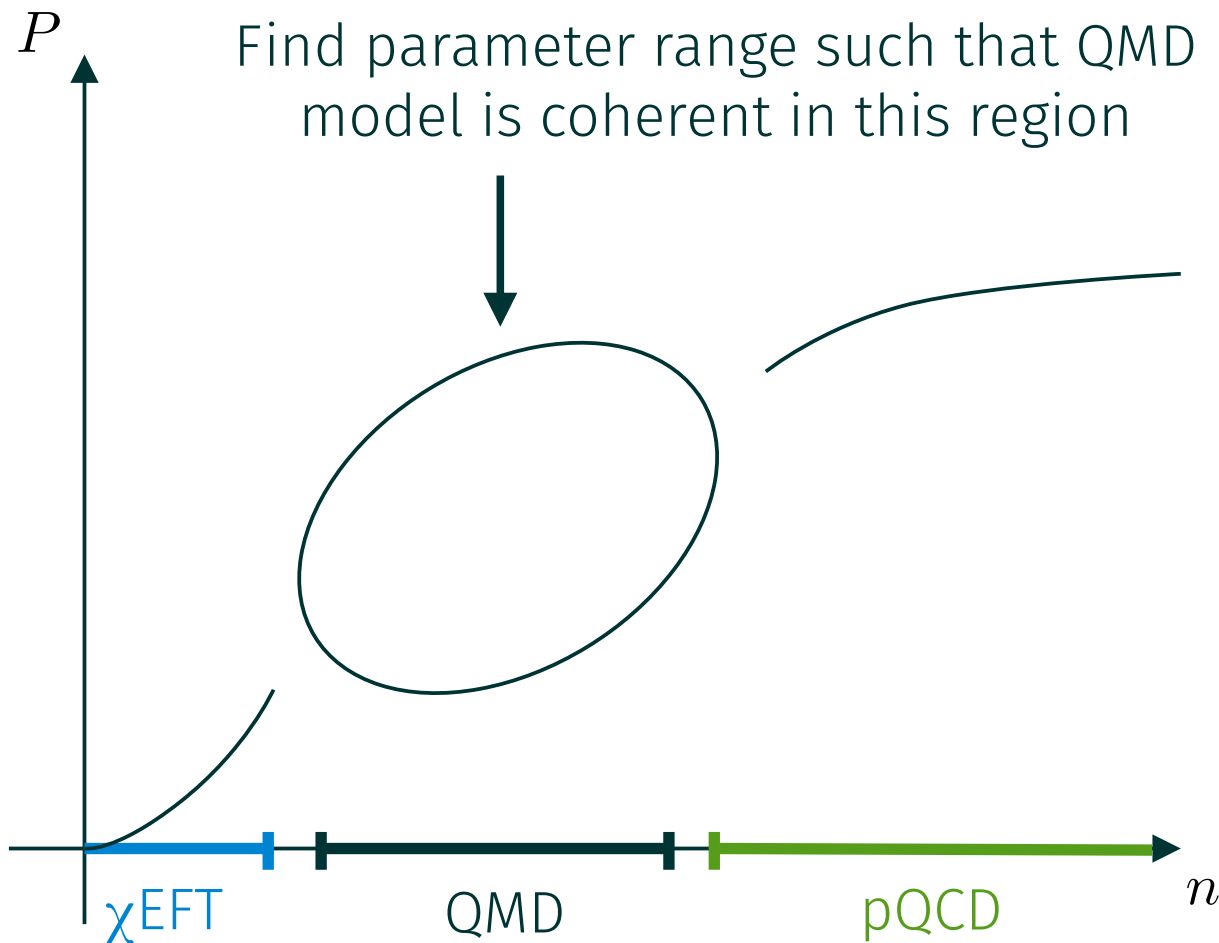 P
Find parameter range such that QMD
model is coherent in this region
n
χEFT
QMD
pQCD